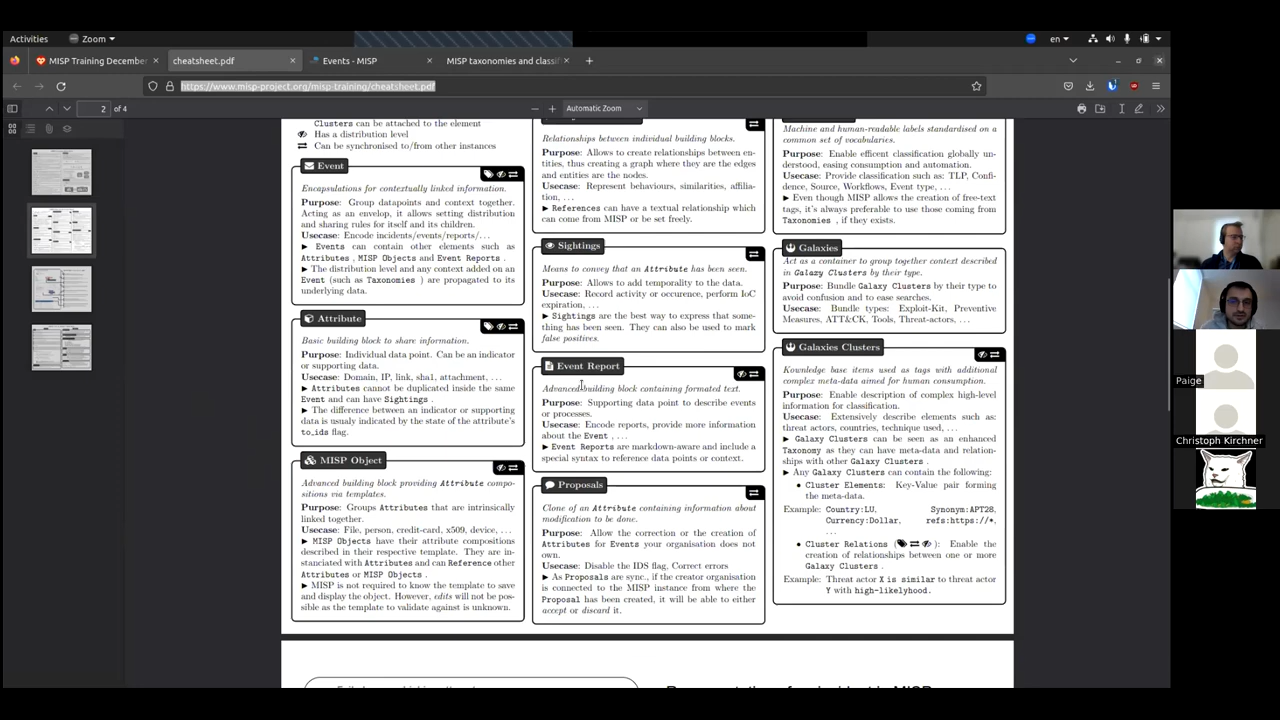 Activities
Zoom
en
MISP Training December
cheatsheet.pdf
Events - MISP
MISP taxonomies and classif
https://www.misp-project.org/misp-training/cheatsheet.pdf
2 of 4
Automatic Zoom
Clusters can be attached to the element
Has a distribution level
Can be synchronised to/from other instances
Event
Encapsulations for contextually linked information.
Purpose: Group datapoints and context together.
Acting as an envelop, it allows setting distribution
and sharing rules for itself and its children.
Usecase: Encode incidents/events/reports/...
► Events can contain other elements such as
Attributes , MISP Objects and Event Reports .
► The distribution level and any context added on an
Event (such as Taxonomies ) are propagated to its
underlying data.
Attribute
Basic building block to share information.
Purpose: Individual data point. Can be an indicator
or supporting data.
Usecase: Domain, IP, link, sha1, attachment, ...
► Attributes cannot be duplicated inside the same
Event and can have Sightings .
► The difference between an indicator or supporting
data is usualy indicated by the state of the attribute's
to_ids flag.
MISP Object
Advanced building block providing Attribute compo-
sitions via templates.
Purpose: Groups Attributes that are intrinsically
linked together.
Usecase: File, person, credit-card, x509, device, ...
► MISP Objects have their attribute compositions
described in their respective template. They are in-
stanciated with Attributes and can Reference other
Attributes or MISP Objects .
► MISP is not required to know the template to save
and display the object. However, edits will not be pos-
sible as the template to validate against is unknown.
Relationships between individual building blocks.
Purpose: Allows to create relationships between en-
tities, thus creating a graph where they are the edges
and entities are the nodes.
Usecase: Represent behaviours, similarities, affilia-
tion, ...
► References can have a textual relationship which
can come from MISP or be set freely.
Sightings
Means to convey that an Attribute has been seen.
Purpose: Allows to add temporality to the data.
Usecase: Record activity or occurence, perform IoC
expiration, ...
► Sightings are the best way to express that some-
thing has been seen. They can also be used to mark
false positives.
Event Report
Advanced building block containing formated text.
Purpose: Supporting data point to describe events
or processes.
Usecase: Encode reports, provide more information
about the Event , ...
► Event Reports are markdown-aware and include a
special syntax to reference data points or context.
Proposals
Clone of an Attribute containing information about
modification to be done.
Purpose: Allow the correction or the creation of
Attributes for Events your organisation does not
own.
Usecase: Disable the IDS flag, Correct errors
► As Proposals are sync., if the creator organisation
is connected to the MISP instance from where the
Proposal has been created, it will be able to either
accept or discard it.
Machine and human-readable labels standardised on a
common set of vocabularies.
Purpose: Enable efficent classification globally un-
derstood, easing consumption and automation.
Usecase: Provide classification such as: TLP, Confi-
dence, Source, Workflows, Event type, ...
► Even though MISP allows the creation of free-text
tags, it's always preferable to use those coming from
Taxonomies , if they exists.
Galaxies
Act as a container to group together context described
in Galaxy Clusters by their type.
Purpose: Bundle Galaxy Clusters by their type to
avoid confusion and to ease searches.
Usecase: Bundle types: Exploit-Kit, Preventive
Measures, ATT&CK, Tools, Threat-actors, ...
Galaxies Clusters
Knowledge base items used as tags with additional
complex meta-data aimed for human consumption.
Purpose: Enable description of complex high-level
information for classification.
Usecase: Extensively describe elements such as:
threat actors, countries, technique used, ...
► Galaxy Clusters can be seen as an enhanced
Taxonomy as they can have meta-data and relation-
ships with other Galaxy Clusters .
► Any Galaxy Clusters can contain the following:
• Cluster Elements: Key-Value pair forming
the meta-data.
Example: Country:LU, Synonym:APT28,
Currency:Dollar, refs:https://*,
...
• Cluster Relations ( ): Enable the
creation of relationships between one or more
Galaxy Clusters .
Example: Threat actor X is similar to threat actor
Y with high-likelyhood.
Paige
Christoph Kirchner